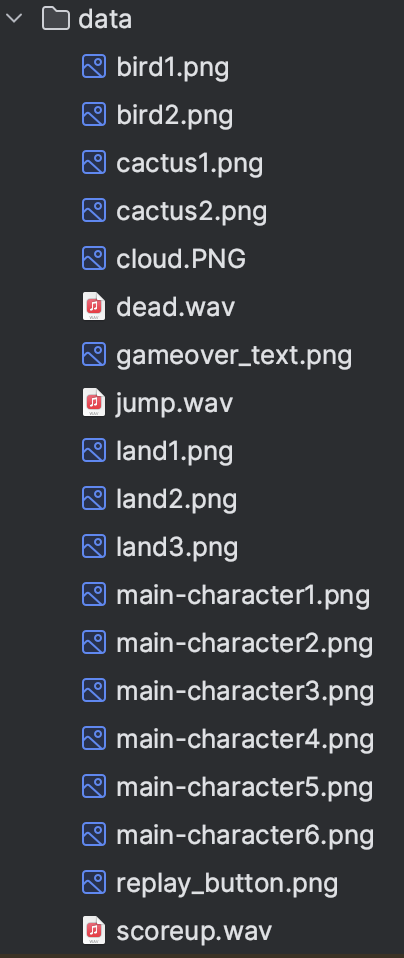 data
bird1.png
bird2.png
cactus1.png
cactus2.png
cloud.PNG
dead.wav
gameover_text.png
jump.wav
land1.png
land2.png
land3.png
main-character1.png
main-character2.png
main-character3.png
main-character4.png
main-character5.png
main-character6.png
replay_button.png
scoreup.wav